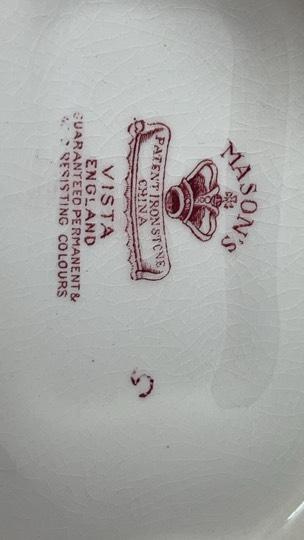 MASON'S
PATENT IRONSTONE
CHINA
VISTA
ENGLAND
GUARANTEED PERMANENT &
RESISTING COLOURS
5